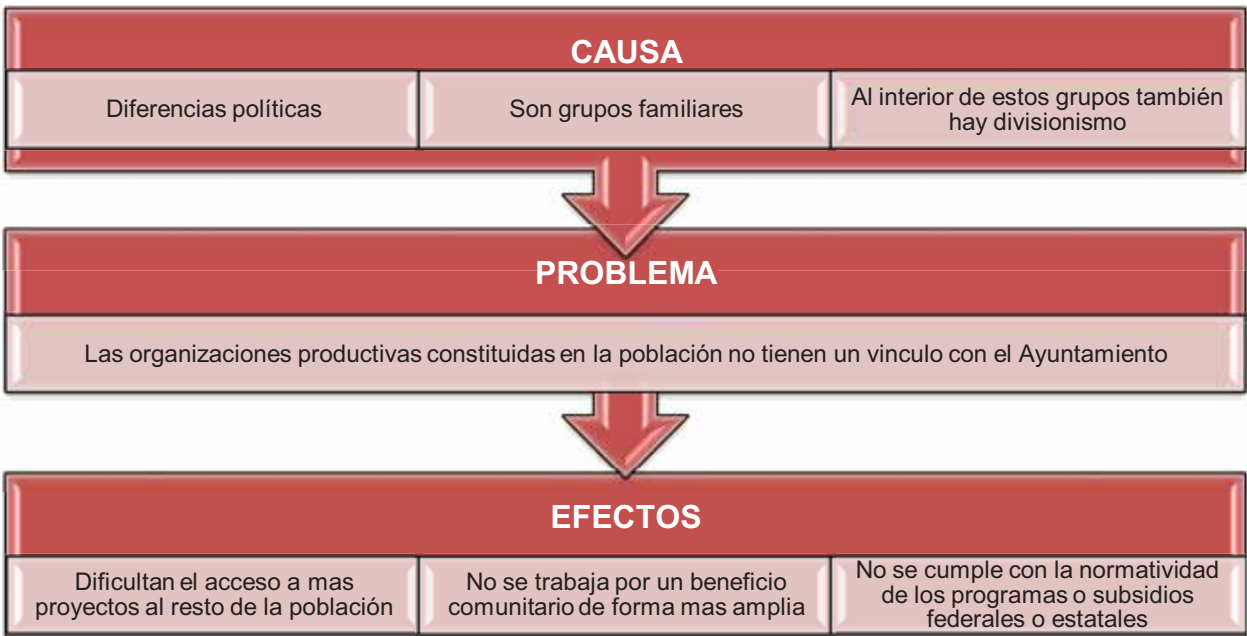 CAUSA
Diferencias políticas
Son grupos familiares
Al interior de estos grupos también
hay divisionismo
PROBLEMA
Las organizaciones productivas constituidas en la población no tienen un vinculo con el Ayuntamiento
EFECTOS
Dificultan el acceso a mas
proyectos al resto de la población
No se trabaja por un beneficio
comunitario de forma mas amplia
No se cumple con la normatividad
de los programas o subsidios
federales o estatales